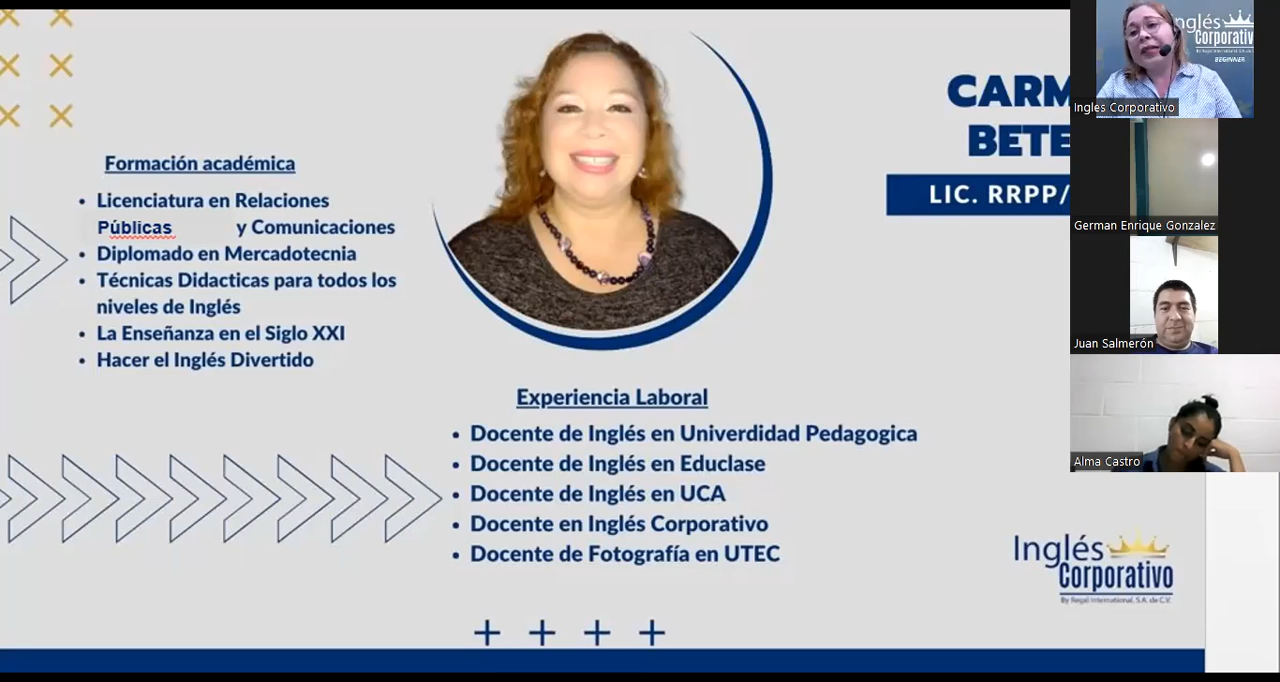 Formación académica
Licenciatura en Relaciones
Públicas y Comunicaciones
Diplomado en Mercadotecnia
Técnicas Didacticas para todos los
niveles de Inglés
La Enseñanza en el Siglo XXI
Hacer el Inglés Divertido
CARM
BETE
LIC. RRPP/
Experiencia Laboral
Docente de Inglés en Univerdidad Pedagogica
Docente de Inglés en Educlase
Docente de Inglés en UCA
Docente en Inglés Corporativo
Docente de Fotografía en UTEC
Inglés
Corporativo
By Regal International, S.A. de C.V.
nglés
Corporativ
BEGINNER
Ingles Corporativo
German Enrique Gonzalez
Juan Salmerón
Alma Castro